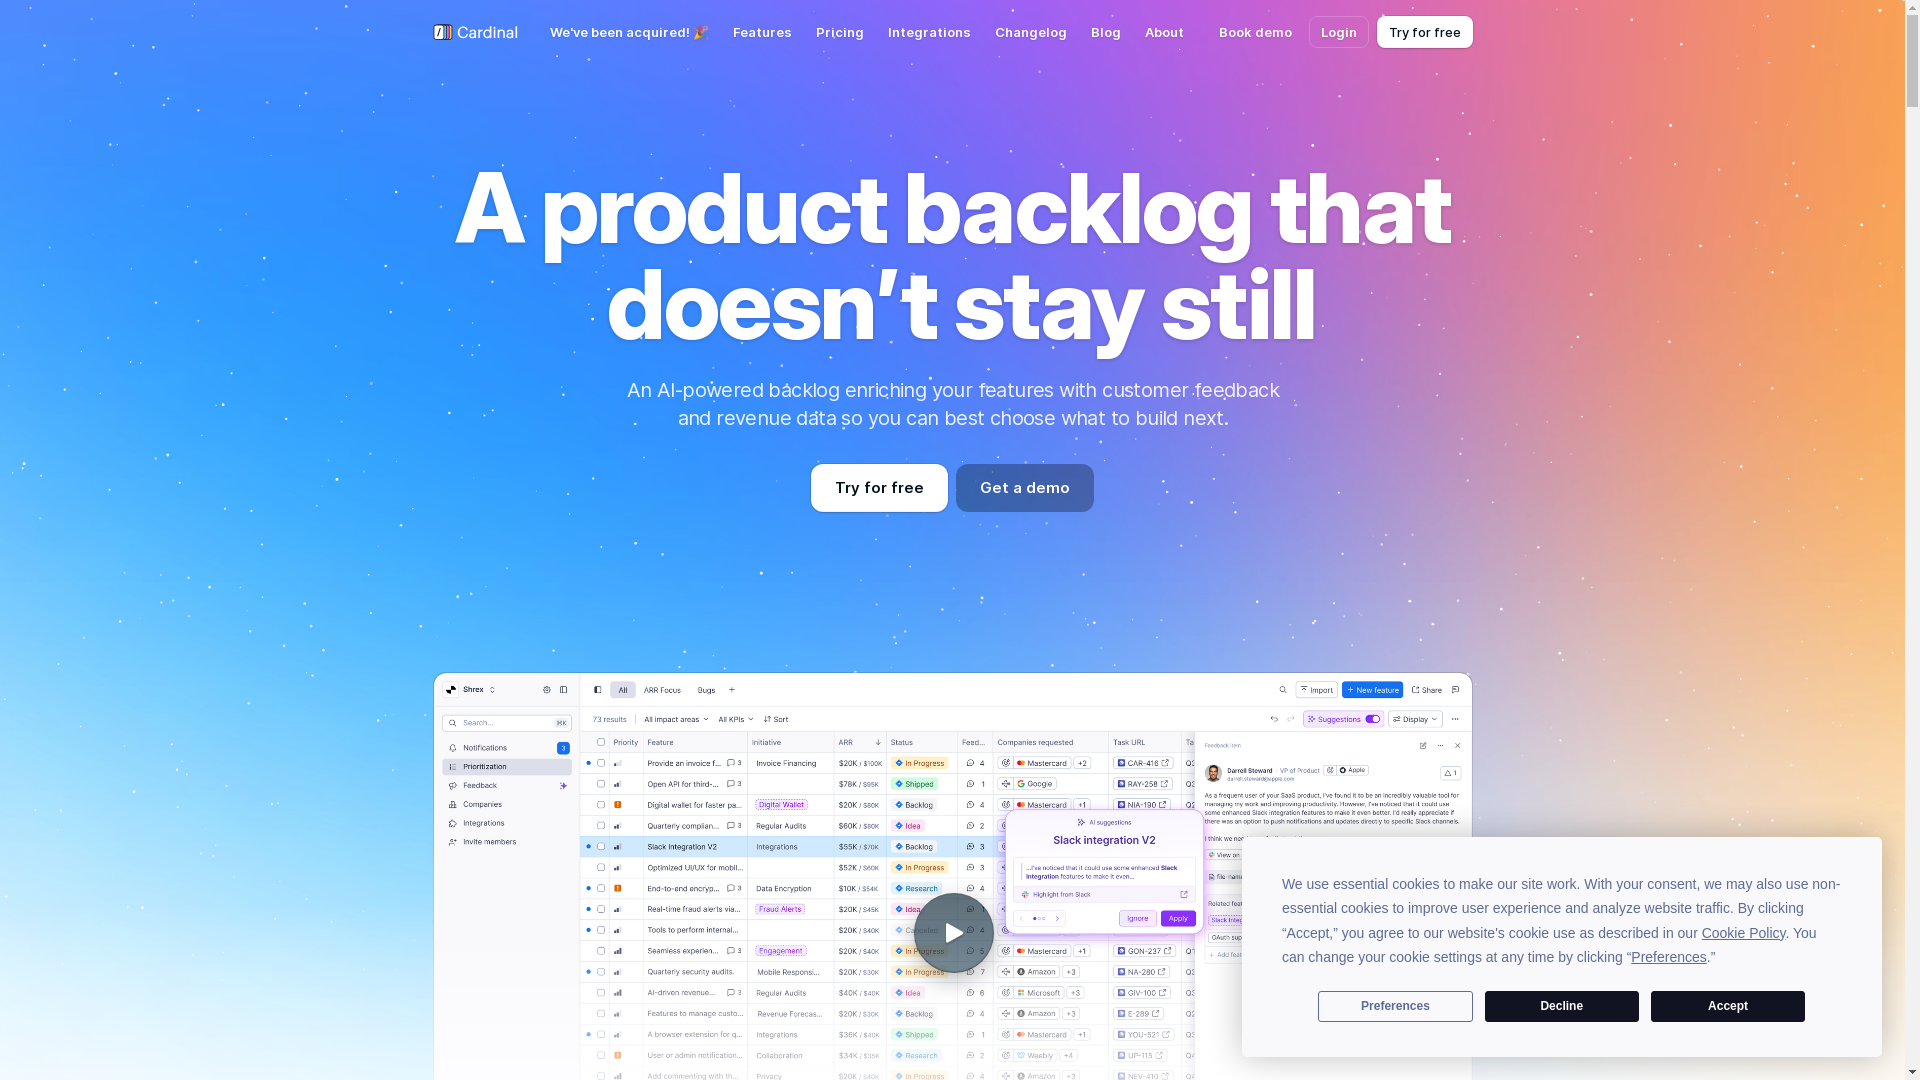 Cardinal
We've been acquired! 🎉
Features
Pricing
Integrations
Changelog
Blog
About
Book demo
Login
Try for free
A product backlog that
doesn’t stay still
An AI-powered backlog enriching your features with customer feedback
and revenue data so you can best choose what to build next.
Try for free
Get a demo
Shrex
Search...
⌘K
Notifications
3
Prioritization
Feedback
Companies
Integrations
Invite members
All
ARR Focus
Bugs
+
Import
+ New feature
Share
73 results
All impact areas
All KPIs
Sort
Suggestions
Display
Priority Feature Initiative ARR Status Feed... Companies requested Task URL
Provide an invoice f... 3 Invoice Financing $20K / $100K In Progress 4 Mastercard +2 CAR-416
Open API for third-... 3 $78K / $95K Shipped 1 Google RAY-258
Digital wallet for faster pa... Digital Wallet $20K / $80K Backlog 4 Mastercard +1 NIA-190
Quarterly complian... 3 Regular Audits $60K / $80K Idea 2
Slack Integration V2 Integrations $55K / $70K Backlog 3
Optimized UI/UX for mobil... $52K / $60K In Progress 3
End-to-end encryp... 3 Data Encryption $10K / $54K Research 4
Real-time fraud alerts via... Fraud Alerts $20K / $45K Idea
Tools to perform internal... $20K / $40K Canceled 4
Seamless experien... 3 Engagement $20K / $40K In Progress 5 Mastercard +1 GON-237
Quarterly security audits. Mobile Responsi... $20K / $30K In Progress 7 Amazon +3 NA-280
AI-driven revenue... 3 Regular Audits $40K / $40K Idea 6 Microsoft +3 GIV-100
Features to manage custo... Revenue Forecas... $20K / $30K Backlog 4 Amazon +3 E-289
A browser extension for q... Integrations $36K / $40K Shipped 1 Mastercard +1 YOU-521
User or admin notification... Collaboration $34K / $35K Research 2 Weebly +4 UP-115
Add commenting with th... Privacy $20K / $40K In Progress 4 Amazon +3 NEV-410
AI suggestions
Slack integration V2
...I've noticed that it could use some enhanced Slack
integration features to make it even...
Highlight from Slack
Ignore
Apply
Feedback item
Darrell Steward · VP of Product
Apple
1
darrell.steward@apple.com
As a frequent user of your SaaS product, I've found it to be an incredibly valuable tool for
managing my work and improving productivity. However, I've noticed that it could use
some enhanced Slack integration features to make it even better. I'd really appreciate if
there was an option to push notifications and updates directly to specific Slack channels.
View on
file-name
Related feat
Slack Integ
OAuth supp
+ Add feat
We use essential cookies to make our site work. With your consent, we may also use non-
essential cookies to improve user experience and analyze website traffic. By clicking
“Accept,” you agree to our website's cookie use as described in our Cookie Policy. You
can change your cookie settings at any time by clicking “Preferences.”
Preferences
Decline
Accept